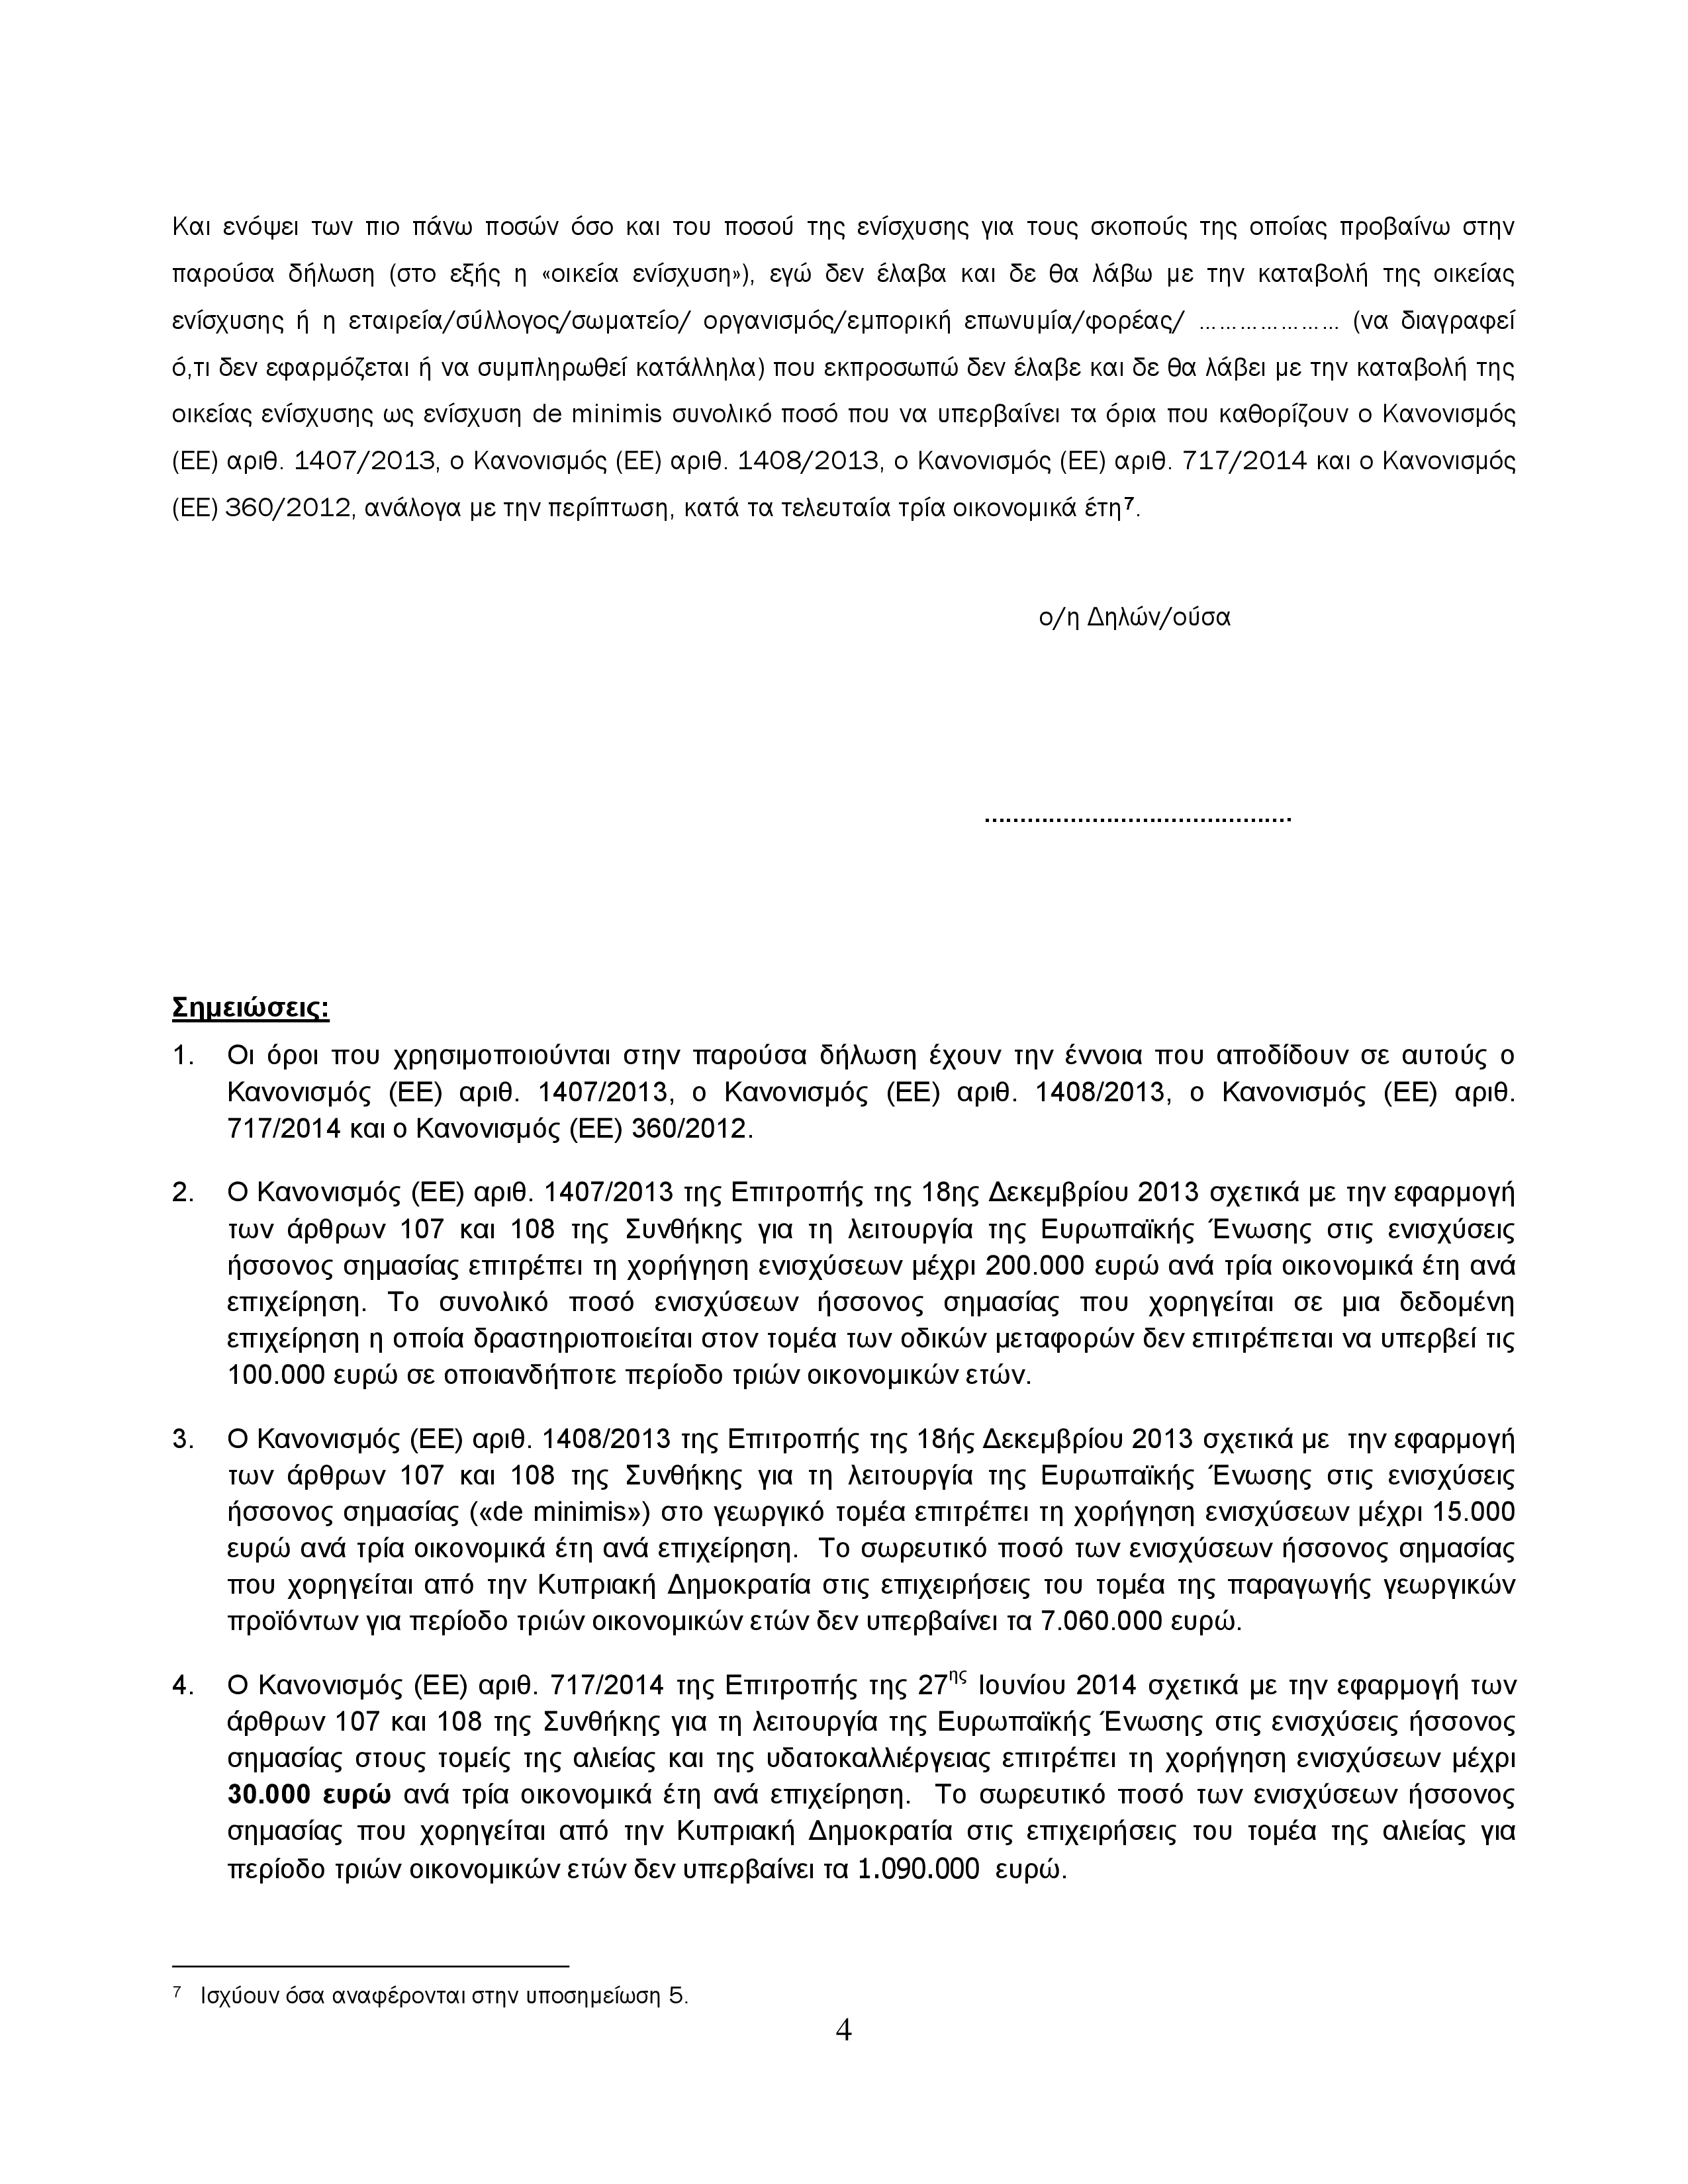 Και ενόψει των πιο πάνω ποσών όσο και του ποσού της ενίσχυσης για τους σκοπούς της οποίας προβαίνω στην
παρούσα δήλωση (στο εξής η «οικεία ενίσχυση»), εγώ δεν έλαβα και δε θα λάβω με την καταβολή της οικείας
ενίσχυσης ή η εταιρεία/σύλλογος/σωματείο/ οργανισμός/εμπορική επωνυμία/φορέας/ ………………… (να διαγραφεί
ό,τι δεν εφαρμόζεται ή να συμπληρωθεί κατάλληλα) που εκπροσωπώ δεν έλαβε και δε θα λάβει με την καταβολή της
οικείας ενίσχυσης ως ενίσχυση de minimis συνολικό ποσό που να υπερβαίνει τα όρια που καθορίζουν ο Κανονισμός
(ΕΕ) αριθ. 1407/2013, ο Κανονισμός (ΕΕ) αριθ. 1408/2013, ο Κανονισμός (ΕΕ) αριθ. 717/2014 και ο Κανονισμός
(ΕΕ) 360/2012, ανάλογα με την περίπτωση, κατά τα τελευταία τρία οικονομικά έτη⁷.
ο/η Δηλών/ούσα
...........................................
Σημειώσεις:
1. Οι όροι που χρησιμοποιούνται στην παρούσα δήλωση έχουν την έννοια που αποδίδουν σε αυτούς ο
Κανονισμός (ΕΕ) αριθ. 1407/2013, ο Κανονισμός (ΕΕ) αριθ. 1408/2013, ο Κανονισμός (ΕΕ) αριθ.
717/2014 και ο Κανονισμός (ΕΕ) 360/2012.
2. Ο Κανονισμός (ΕΕ) αριθ. 1407/2013 της Επιτροπής της 18ης Δεκεμβρίου 2013 σχετικά με την εφαρμογή
των άρθρων 107 και 108 της Συνθήκης για τη λειτουργία της Ευρωπαϊκής Ένωσης στις ενισχύσεις
ήσσονος σημασίας επιτρέπει τη χορήγηση ενισχύσεων μέχρι 200.000 ευρώ ανά τρία οικονομικά έτη ανά
επιχείρηση. Το συνολικό ποσό ενισχύσεων ήσσονος σημασίας που χορηγείται σε μια δεδομένη
επιχείρηση η οποία δραστηριοποιείται στον τομέα των οδικών μεταφορών δεν επιτρέπεται να υπερβεί τις
100.000 ευρώ σε οποιανδήποτε περίοδο τριών οικονομικών ετών.
3. Ο Κανονισμός (ΕΕ) αριθ. 1408/2013 της Επιτροπής της 18ής Δεκεμβρίου 2013 σχετικά με την εφαρμογή
των άρθρων 107 και 108 της Συνθήκης για τη λειτουργία της Ευρωπαϊκής Ένωσης στις ενισχύσεις
ήσσονος σημασίας («de minimis») στο γεωργικό τομέα επιτρέπει τη χορήγηση ενισχύσεων μέχρι 15.000
ευρώ ανά τρία οικονομικά έτη ανά επιχείρηση. Το σωρευτικό ποσό των ενισχύσεων ήσσονος σημασίας
που χορηγείται από την Κυπριακή Δημοκρατία στις επιχειρήσεις του τομέα της παραγωγής γεωργικών
προϊόντων για περίοδο τριών οικονομικών ετών δεν υπερβαίνει τα 7.060.000 ευρώ.
4. Ο Κανονισμός (ΕΕ) αριθ. 717/2014 της Επιτροπής της 27ης Ιουνίου 2014 σχετικά με την εφαρμογή των
άρθρων 107 και 108 της Συνθήκης για τη λειτουργία της Ευρωπαϊκής Ένωσης στις ενισχύσεις ήσσονος
σημασίας στους τομείς της αλιείας και της υδατοκαλλιέργειας επιτρέπει τη χορήγηση ενισχύσεων μέχρι
30.000 ευρώ ανά τρία οικονομικά έτη ανά επιχείρηση. Το σωρευτικό ποσό των ενισχύσεων ήσσονος
σημασίας που χορηγείται από την Κυπριακή Δημοκρατία στις επιχειρήσεις του τομέα της αλιείας για
περίοδο τριών οικονομικών ετών δεν υπερβαίνει τα 1.090.000 ευρώ.
⁷ Ισχύουν όσα αναφέρονται στην υποσημείωση 5.
4